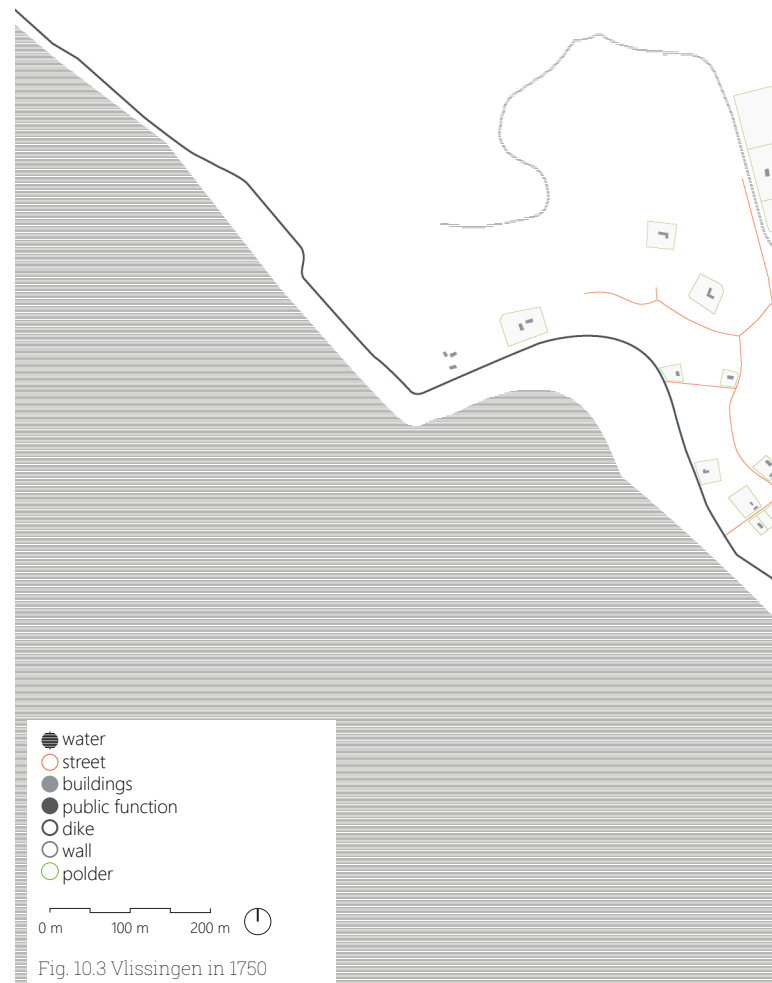 water
street
buildings
public function
dike
wall
polder
0 m 100 m 200 m
Fig. 10.3 Vlissingen in 1750